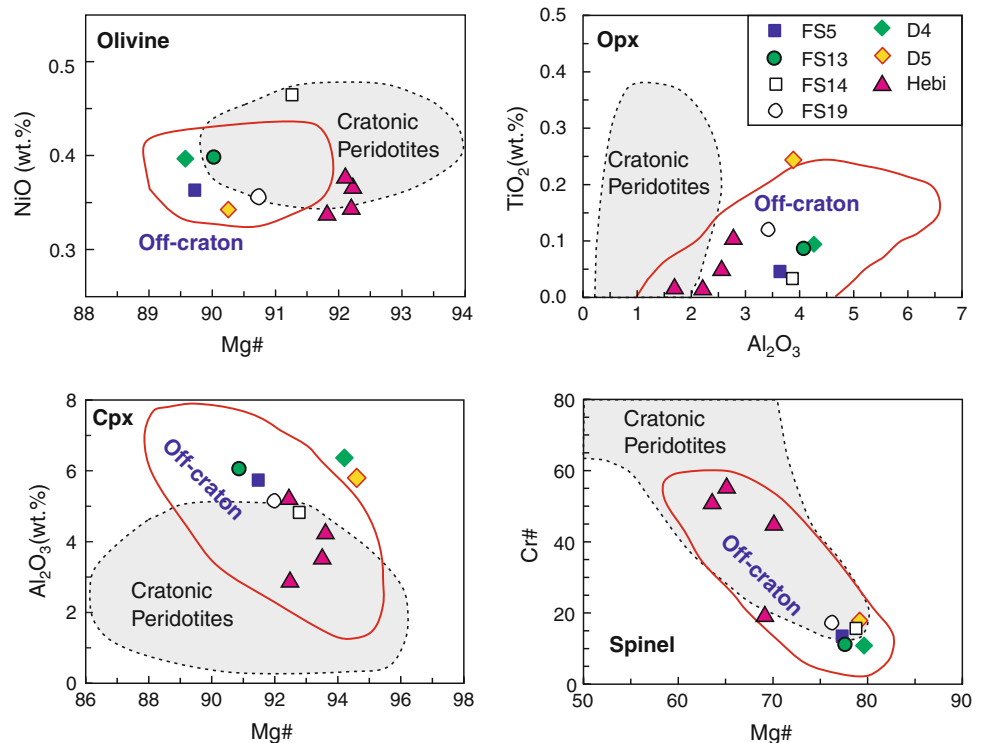 Olivine
NiO (wt.%)
0.5
0.4
0.3
Cratonic
Peridotites
Off-craton
88 89 90 91 92 93 94
Mg#
Opx
TiO2(wt.%)
0.5
0.4
0.3
0.2
0.1
0.0
Cratonic
Peridotites
Off-craton
FS5
FS13
FS14
FS19
D4
D5
Hebi
0 1 2 3 4 5 6 7
Al2O3
Cpx
Al2O3(wt.%)
8
6
4
2
0
Off-craton
Cratonic
Peridotites
86 88 90 92 94 96 98
Mg#
Spinel
Cr#
80
60
40
20
0
Cratonic
Peridotites
Off-craton
50 60 70 80 90
Mg#